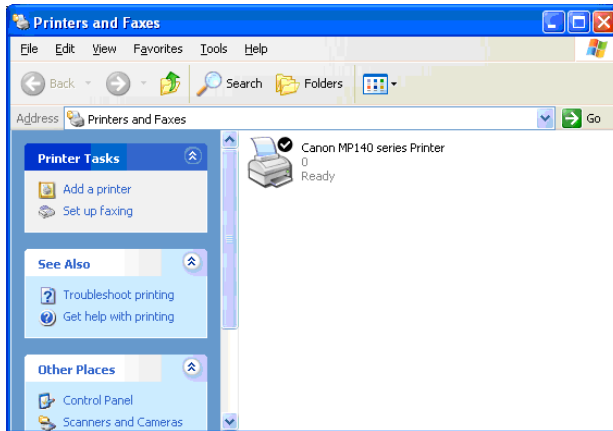 Printers and Faxes
File Edit View Favorites Tools Help
Back Search Folders
Address Printers and Faxes Go
Printer Tasks
Add a printer
Set up faxing
See Also
Troubleshoot printing
Get help with printing
Other Places
Control Panel
Scanners and Cameras
Canon MP140 series Printer
0
Ready